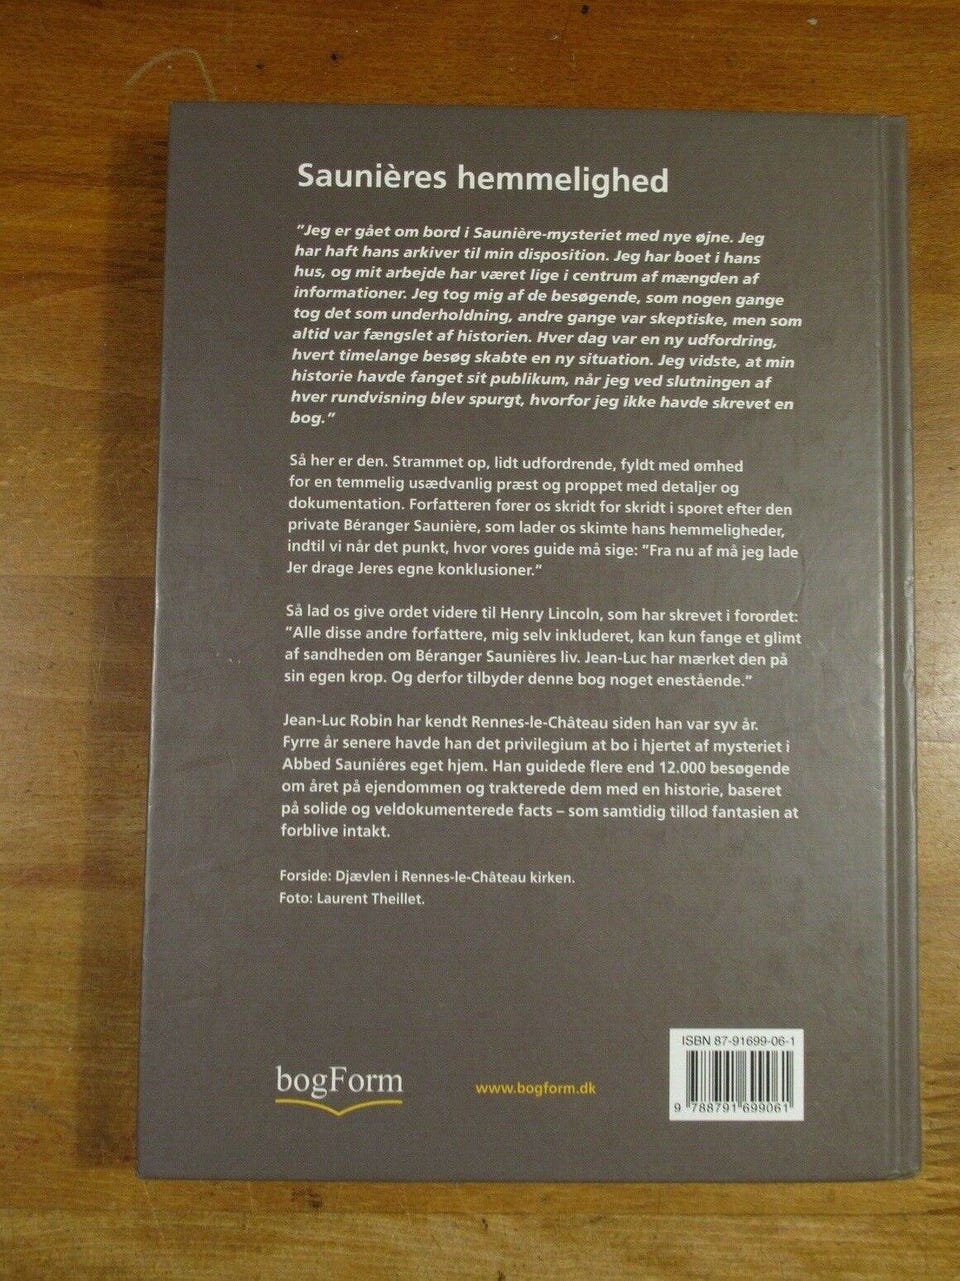 Saunières hemmelighed
"Jeg er gået om bord i Saunière-mysteriet med nye øjne. Jeg
har haft hans arkiver til min disposition. Jeg har boet i hans
hus, og mit arbejde har været lige i centrum af mængden af
informationer. Jeg tog mig af de besøgende, som nogen gange
tog det som underholdning, andre gange var skeptiske, men som
altid var fængslet af historien. Hver dag var en ny udfordring,
hvert timelange besøg skabte en ny situation. Jeg vidste, at min
historie havde fanget sit publikum, når jeg ved slutningen af
hver rundvisning blev spurgt, hvorfor jeg ikke havde skrevet en
bog."
Så her er den. Strammet op, lidt udfordrende, fyldt med ømhed
for en temmelig usædvanlig præst og proppet med detaljer og
dokumentation. Forfatteren fører os skridt for skridt i sporet efter den
private Béranger Saunière, som lader os skimte hans hemmeligheder,
indtil vi når det punkt, hvor vores guide må sige: "Fra nu af må jeg lade
Jer drage Jeres egne konklusioner."
Så lad os give ordet videre til Henry Lincoln, som har skrevet i forordet:
"Alle disse andre forfattere, mig selv inkluderet, kan kun fange et glimt
af sandheden om Béranger Saunières liv. Jean-Luc har mærket den på
sin egen krop. Og derfor tilbyder denne bog noget enestående."
Jean-Luc Robin har kendt Rennes-le-Château siden han var syv år.
Fyrre år senere havde han det privilegium at bo i hjertet af mysteriet i
Abbed Sauniéres eget hjem. Han guidede flere end 12.000 besøgende
om året på ejendommen og trakterede dem med en historie, baseret
på solide og veldokumenterede facts – som samtidig tillod fantasien at
forblive intakt.
Forside: Djævlen i Rennes-le-Château kirken.
Foto: Laurent Theillet.
bogForm
www.bogform.dk
ISBN 87-91699-06-1
9 788791 699061